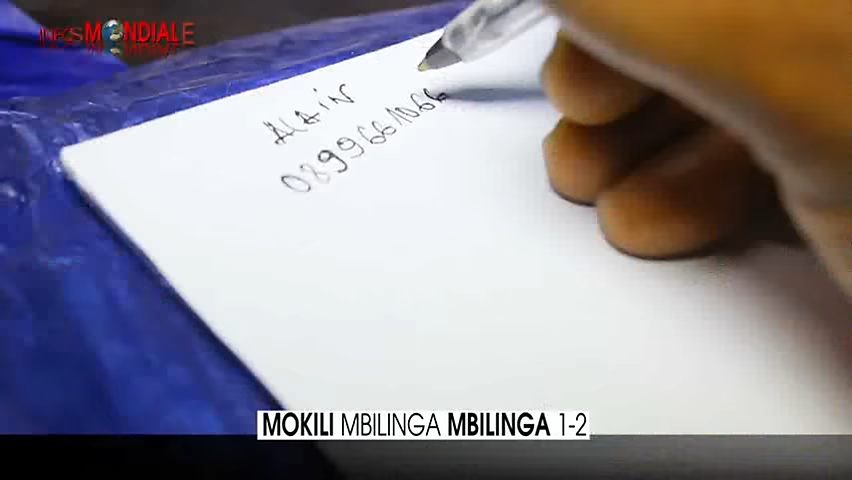 INFOS MONDIALE
ALAIN
0899661066
MOKILI MBILINGA MBILINGA 1-2